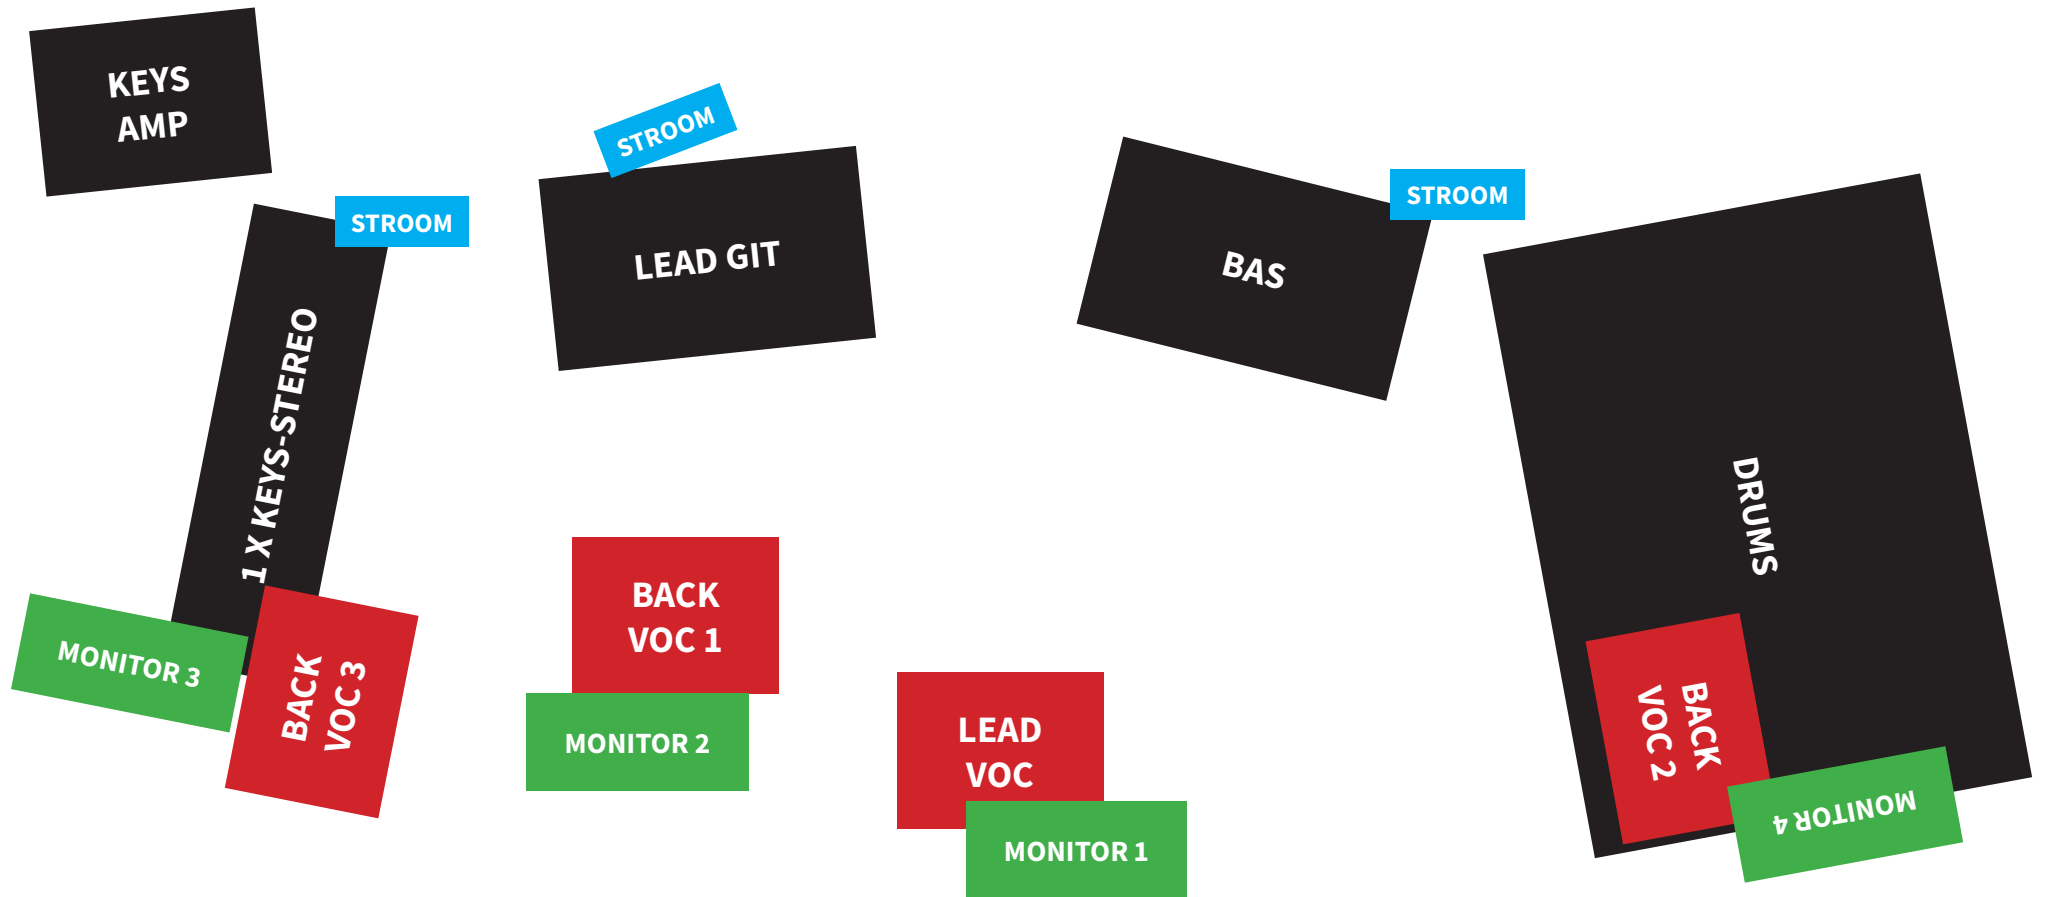 KEYS
AMP
STROOM
LEAD GIT
BAS
STROOM
STROOM
1 X KEYS-STEREO
DRUMS
BACK
VOC 1
MONITOR 3
BACK
VOC 3
MONITOR 2
LEAD
VOC
MONITOR 1
BACK
VOC 2
MONITOR 4